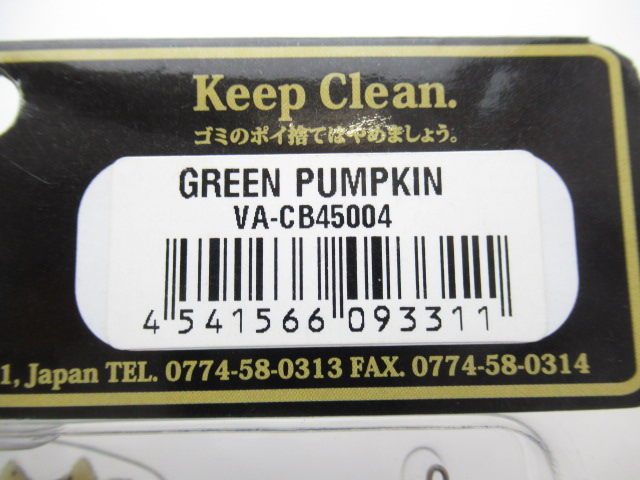 Keep Clean.
ゴミのポイ捨てはやめましょう。
GREEN PUMPKIN
VA-CB45004
4 541566 093311
1, Japan TEL. 0774-58-0313 FAX. 0774-58-0314